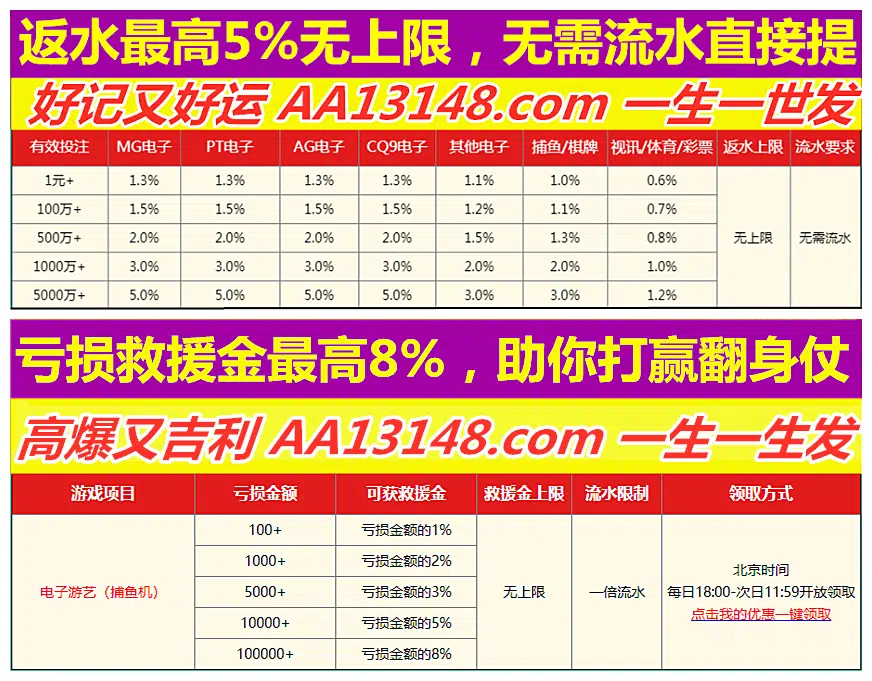 返水最高5%无上限，无需流水直接提
好记又好运 AA13148.com 一生一世发
有效投注 MG电子 PT电子 AG电子 CQ9电子 其他电子 捕鱼/棋牌 视讯/体育/彩票 返水上限 流水要求
1元+ 1.3% 1.3% 1.3% 1.3% 1.1% 1.0% 0.6%
100万+ 1.5% 1.5% 1.5% 1.5% 1.2% 1.1% 0.7%
500万+ 2.0% 2.0% 2.0% 2.0% 1.5% 1.3% 0.8% 无上限 无需流水
1000万+ 3.0% 3.0% 3.0% 3.0% 2.0% 2.0% 1.0%
5000万+ 5.0% 5.0% 5.0% 5.0% 3.0% 3.0% 1.2%
亏损救援金最高8%，助你打赢翻身仗
高爆又吉利 AA13148.com 一生一生发
游戏项目 亏损金额 可获救援金 救援金上限 流水限制 领取方式
100+ 亏损金额的1%
1000+ 亏损金额的2%
北京时间
电子游艺（捕鱼机） 5000+ 亏损金额的3% 无上限 一倍流水 每日18:00-次日11:59开放领取
点击我的优惠一键领取
10000+ 亏损金额的5%
100000+ 亏损金额的8%